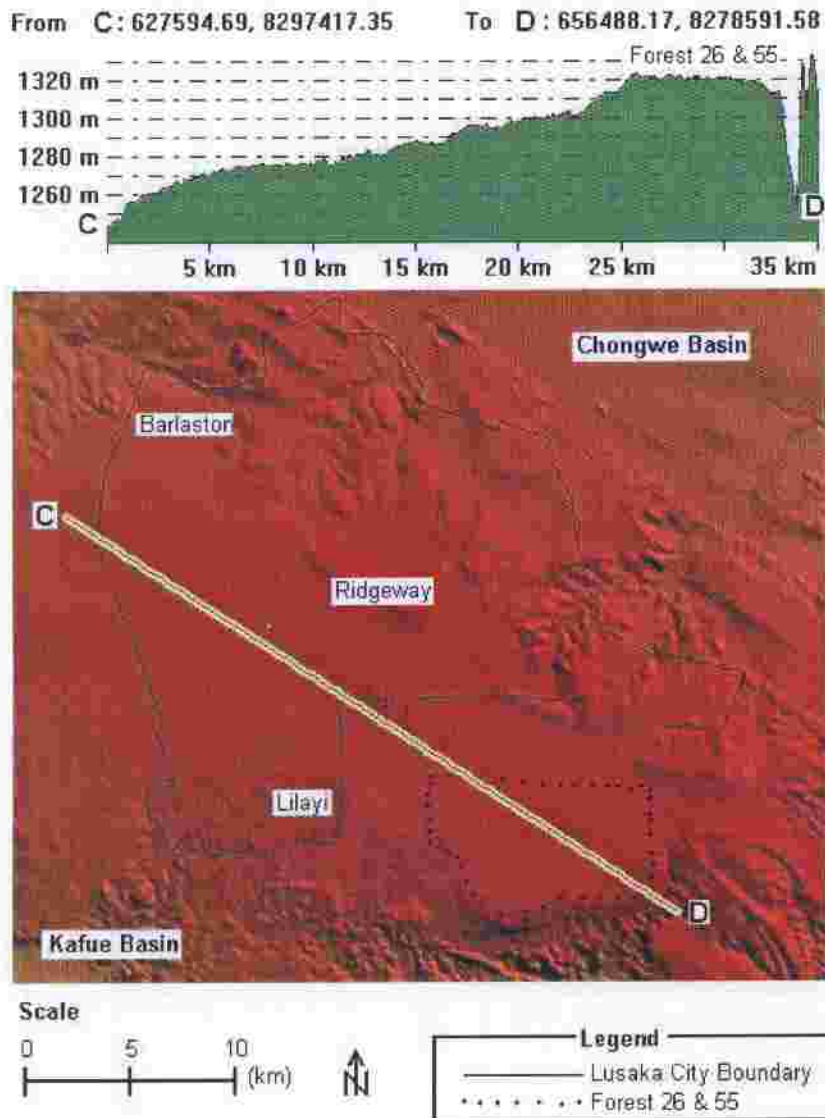 From C: 627594.69, 8297417.35 To D: 656488.17, 8278591.58
Forest 26 & 55
1320 m
1300 m
1280 m
1260 m
C
D
5 km 10 km 15 km 20 km 25 km 35 km
Chongwe Basin
Barlaston
C
Ridgeway
Lilayi
D
Kafue Basin
Scale
0 5 10
(km)
N
Legend
Lusaka City Boundary
Forest 26 & 55